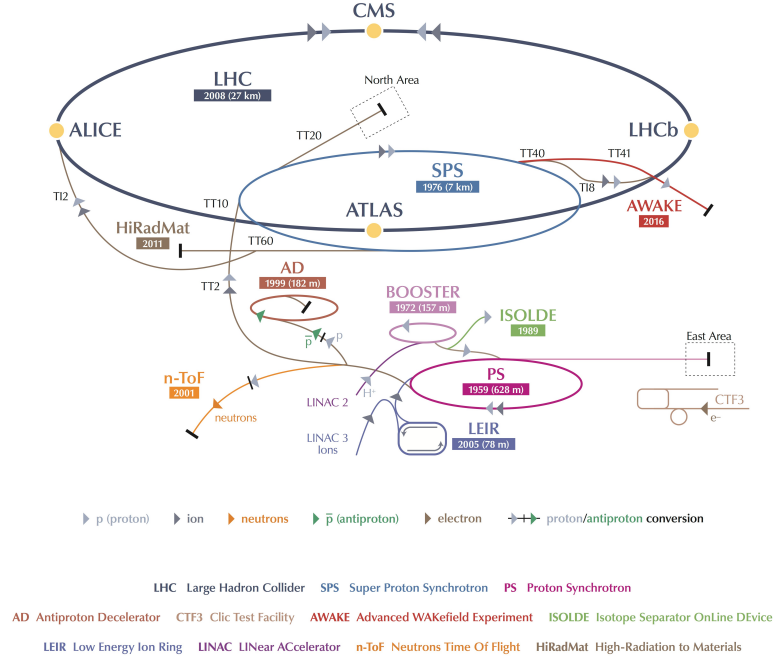 CMS
LHC
2008 (27 km)
North Area
ALICE
LHCb
TT20
TT40
TT41
SPS
1976 (7 km)
TI8
TI2
TT10
ATLAS
AWAKE
2016
HiRadMat
2011
TT60
AD
1999 (182 m)
TT2
BOOSTER
1972 (157 m)
ISOLDE
1989
p
p̅
East Area
n-ToF
2001
PS
1959 (628 m)
H⁺
LINAC 2
neutrons
CTF3
e⁻
LEIR
2005 (78 m)
LINAC 3
Ions
p (proton) ion neutrons p̅ (antiproton) electron proton/antiproton conversion
LHC Large Hadron Collider SPS Super Proton Synchrotron PS Proton Synchrotron
AD Antiproton Decelerator CTF3 Clic Test Facility AWAKE Advanced WAKefield Experiment ISOLDE Isotope Separator OnLine DEvice
LEIR Low Energy Ion Ring LINAC LINear ACcelerator n-ToF Neutrons Time Of Flight HiRadMat High-Radiation to Materials